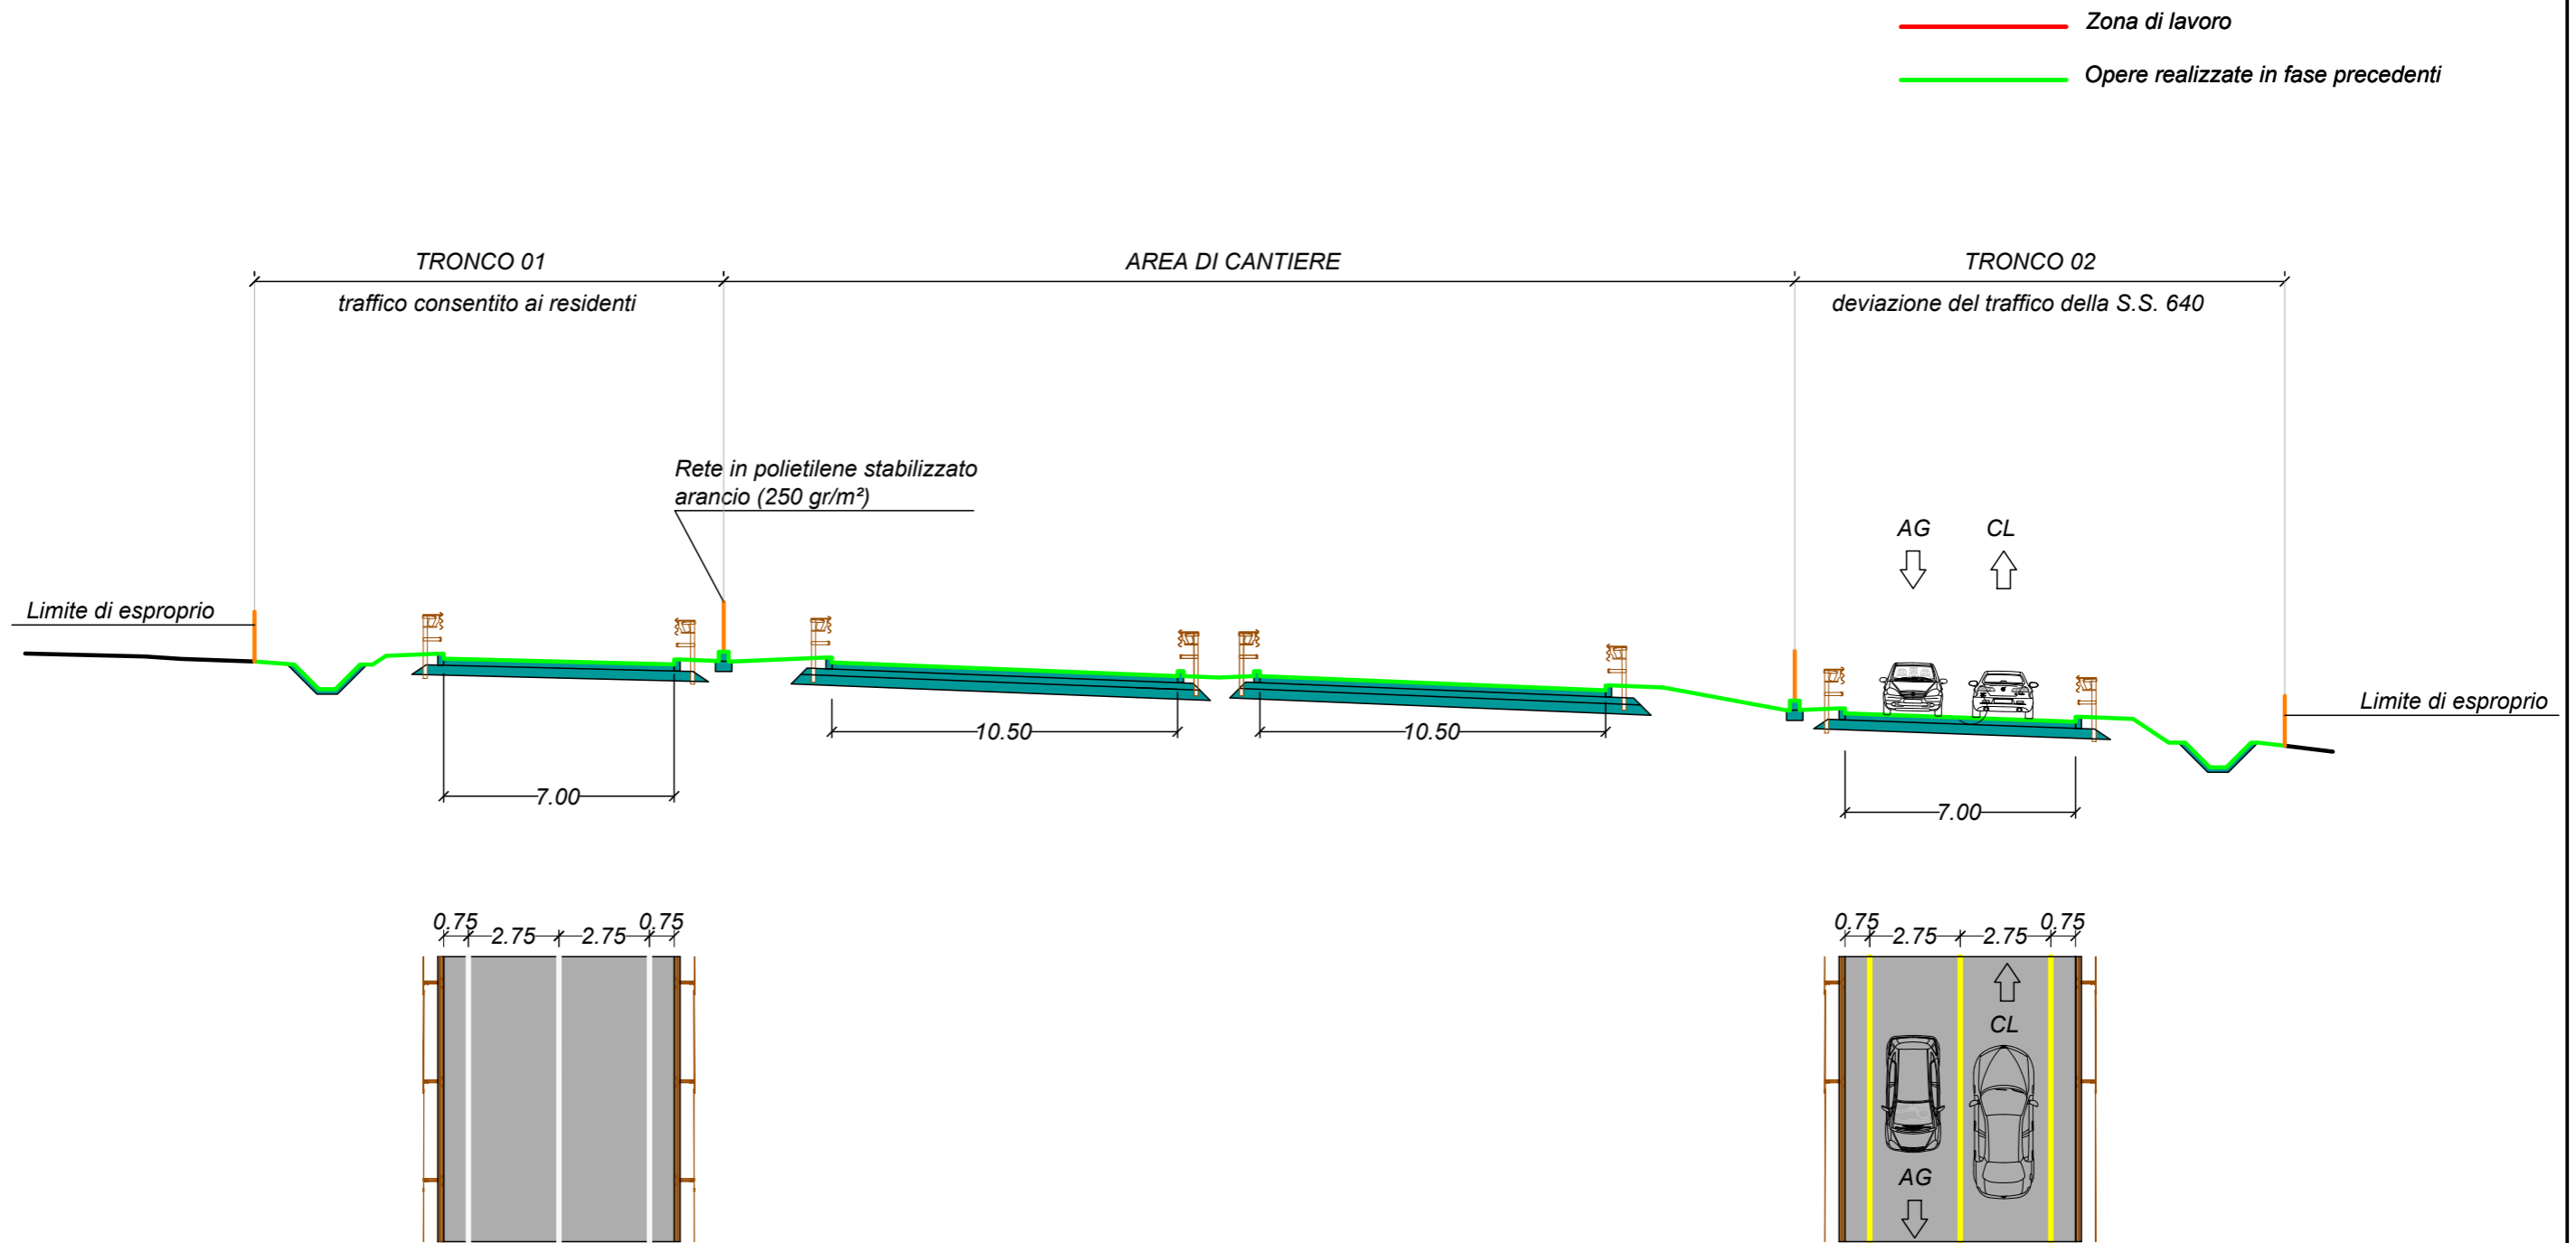 Zona di lavoro
Opere realizzate in fase precedenti
TRONCO 01
AREA DI CANTIERE
TRONCO 02
traffico consentito ai residenti
deviazione del traffico della S.S. 640
Rete in polietilene stabilizzato
arancio (250 gr/m²)
AG
CL
Limite di esproprio
Limite di esproprio
10.50
10.50
7.00
7.00
0.75
2.75
2.75
0.75
0.75
2.75
2.75
0.75
CL
AG